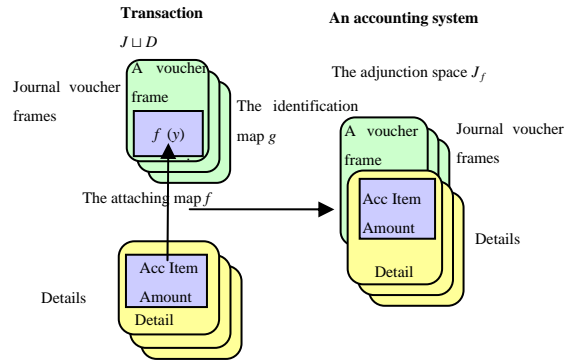 Transaction
An accounting system
J ⊔ D
The adjunction space J_f
A voucher
frame
f (y)
Journal voucher
frames
The identification
map g
The attaching map f
A voucher
frame
Journal voucher
frames
Acc Item
Amount
Detail
Details
Acc Item
Amount
Detail
Details